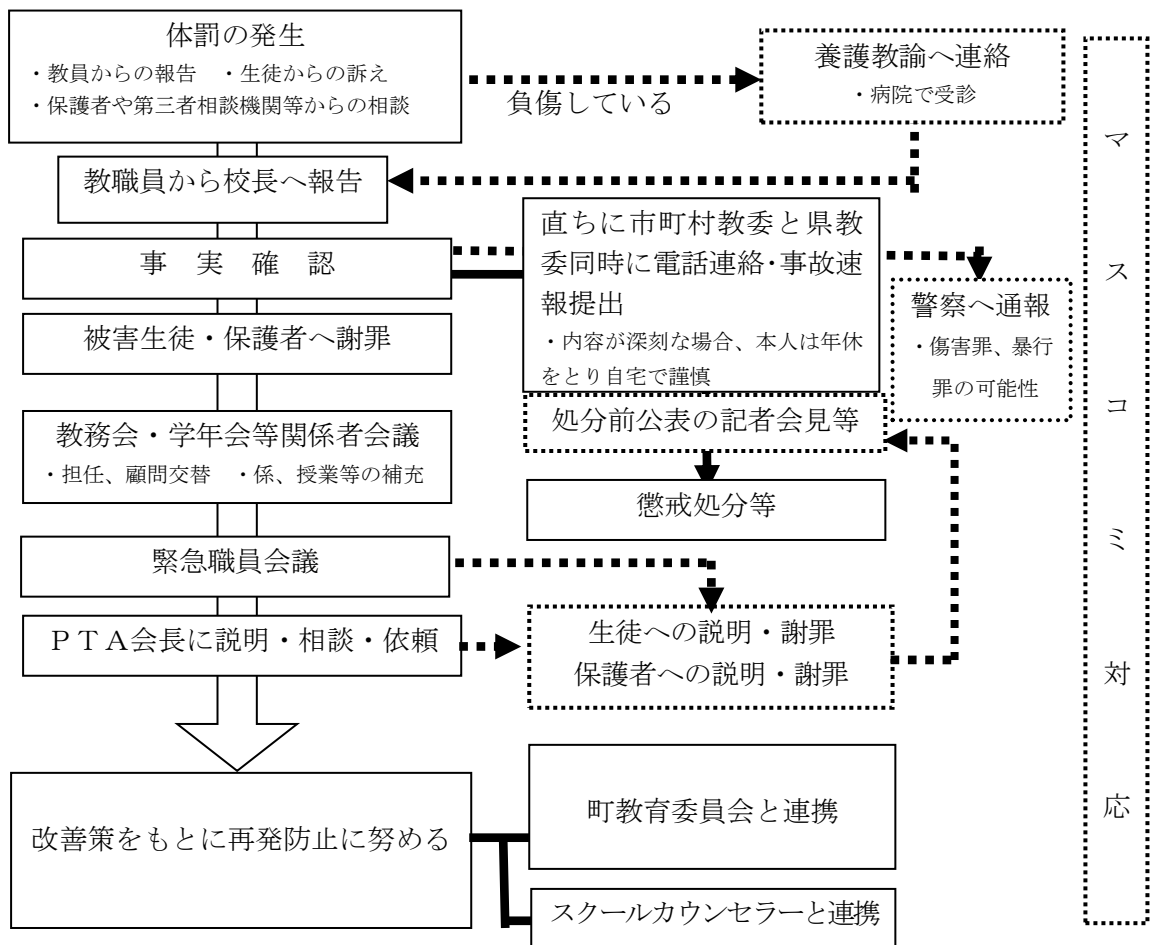 体罰の発生
・教員からの報告　・生徒からの訴え
・保護者や第三者相談機関等からの相談
負傷している
養護教諭へ連絡
・病院で受診
教職員から校長へ報告
事　実　確　認
直ちに市町村教委と県教
委同時に電話連絡・事故速
報提出
・内容が深刻な場合、本人は年休
をとり自宅で謹慎
警察へ通報
・傷害罪、暴行
罪の可能性
被害生徒・保護者へ謝罪
処分前公表の記者会見等
教務会・学年会等関係者会議
・担任、顧問交替　・係、授業等の補充
懲戒処分等
緊急職員会議
ＰＴＡ会長に説明・相談・依頼
生徒への説明・謝罪
保護者への説明・謝罪
改善策をもとに再発防止に努める
町教育委員会と連携
スクールカウンセラーと連携
マスコミ対応